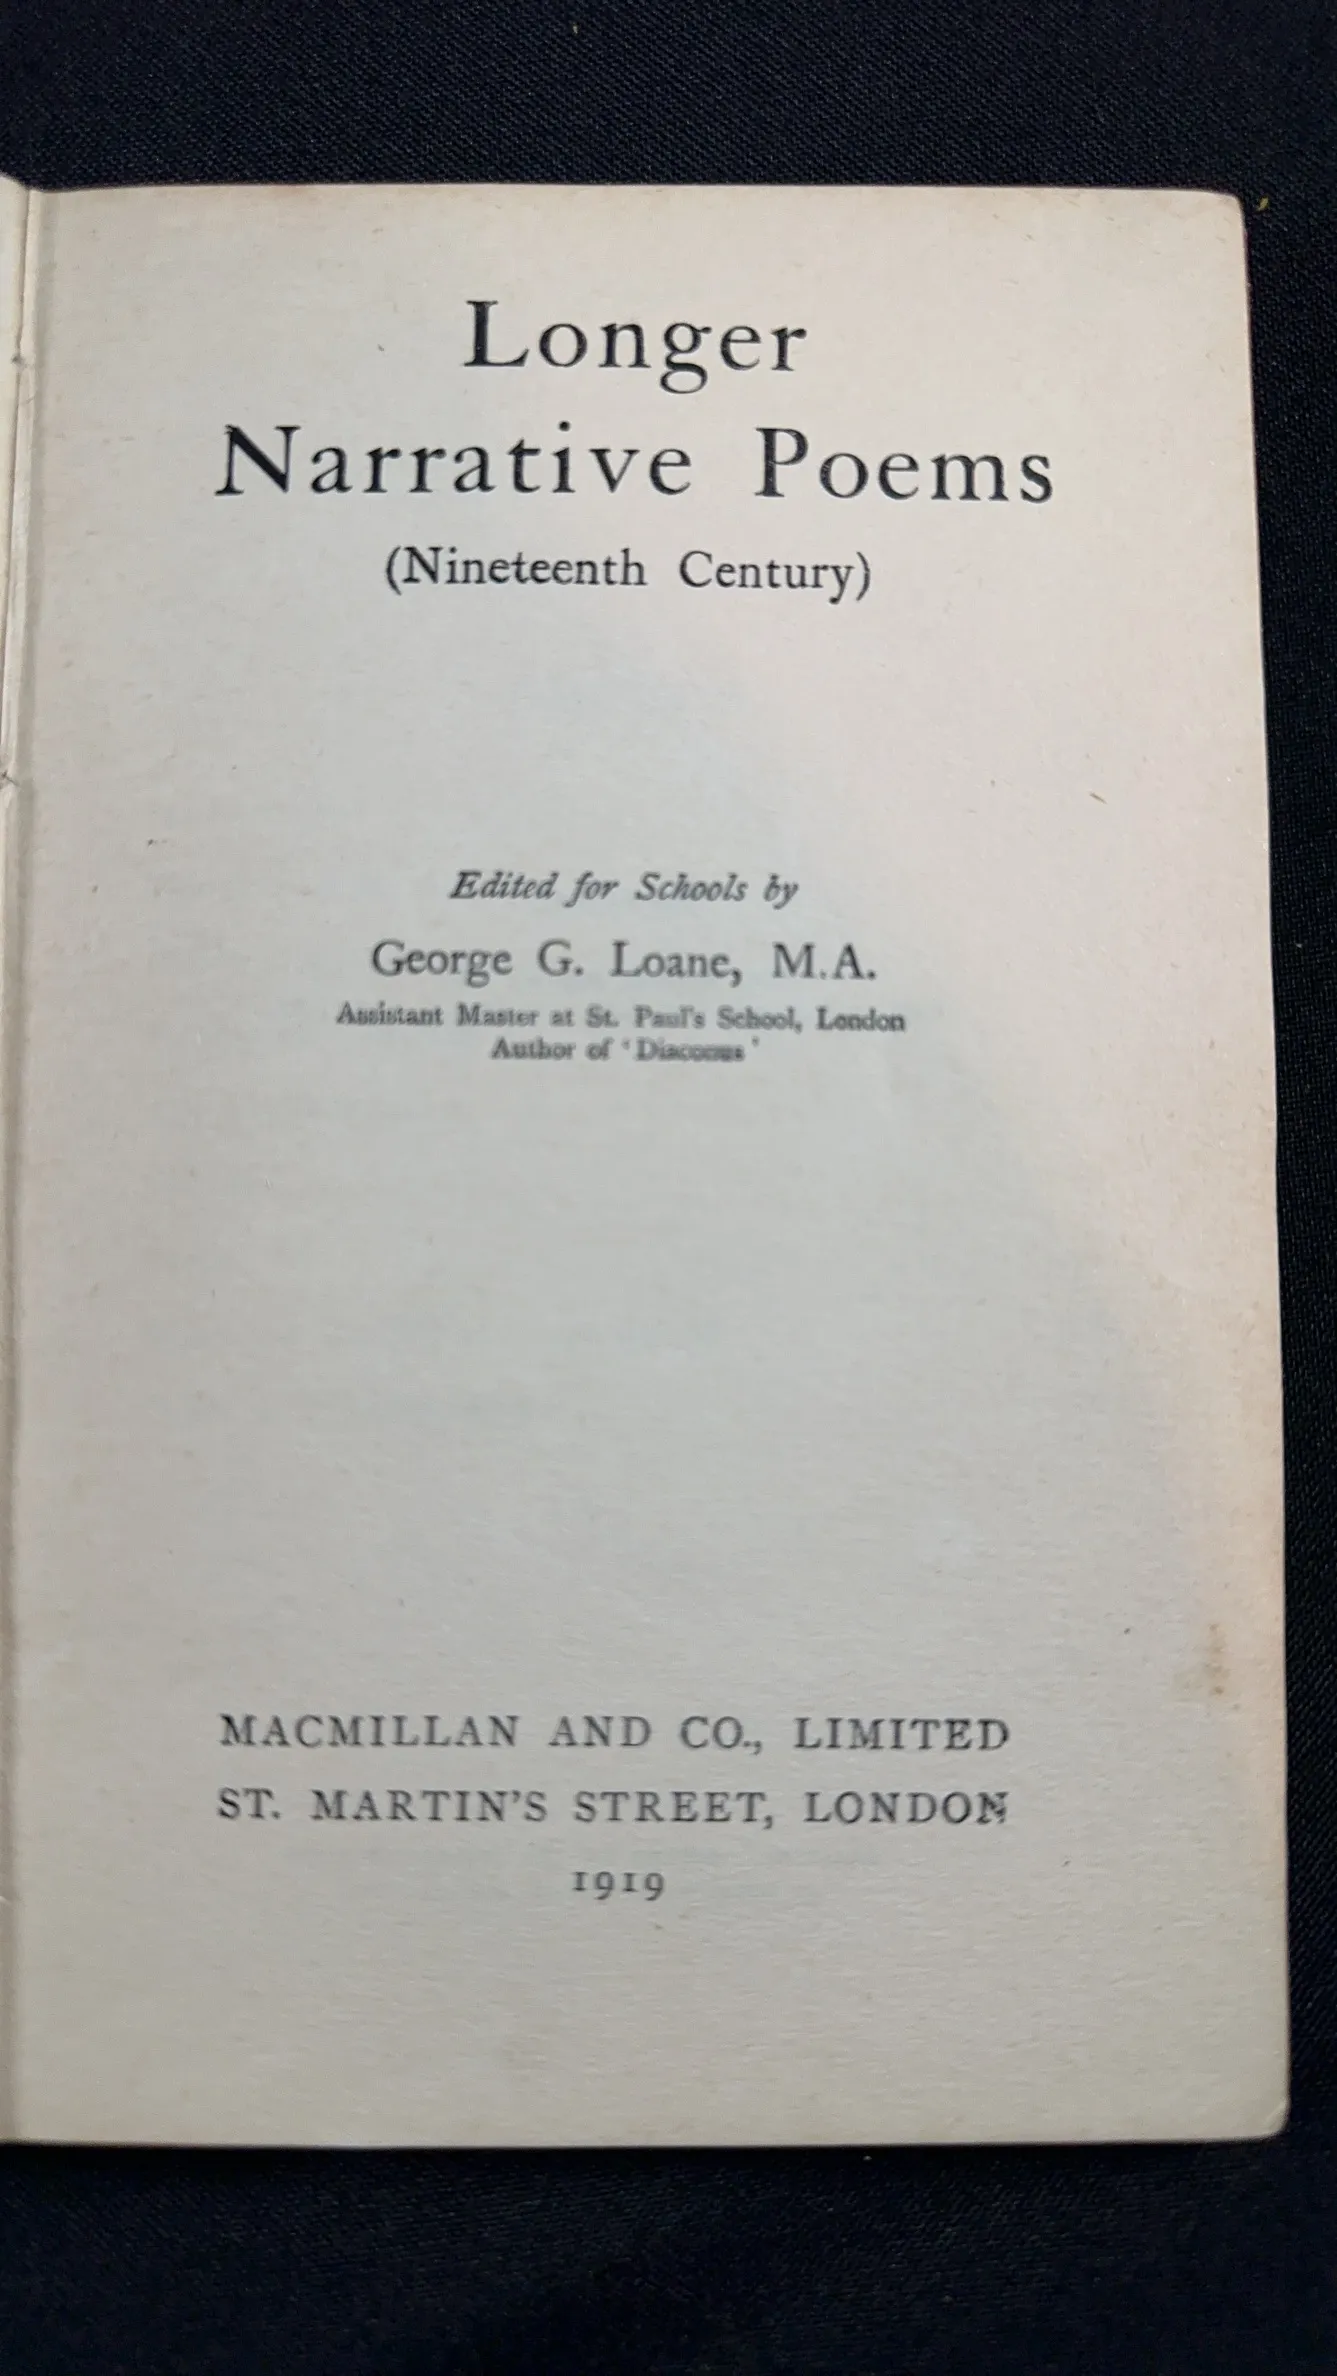 Longer
Narrative Poems
(Nineteenth Century)
Edited for Schools by
George G. Loane, M.A.
Assistant Master at St. Paul's School, London
Author of '
MACMILLAN AND CO., LIMITED
ST. MARTIN'S STREET, LONDON
1919